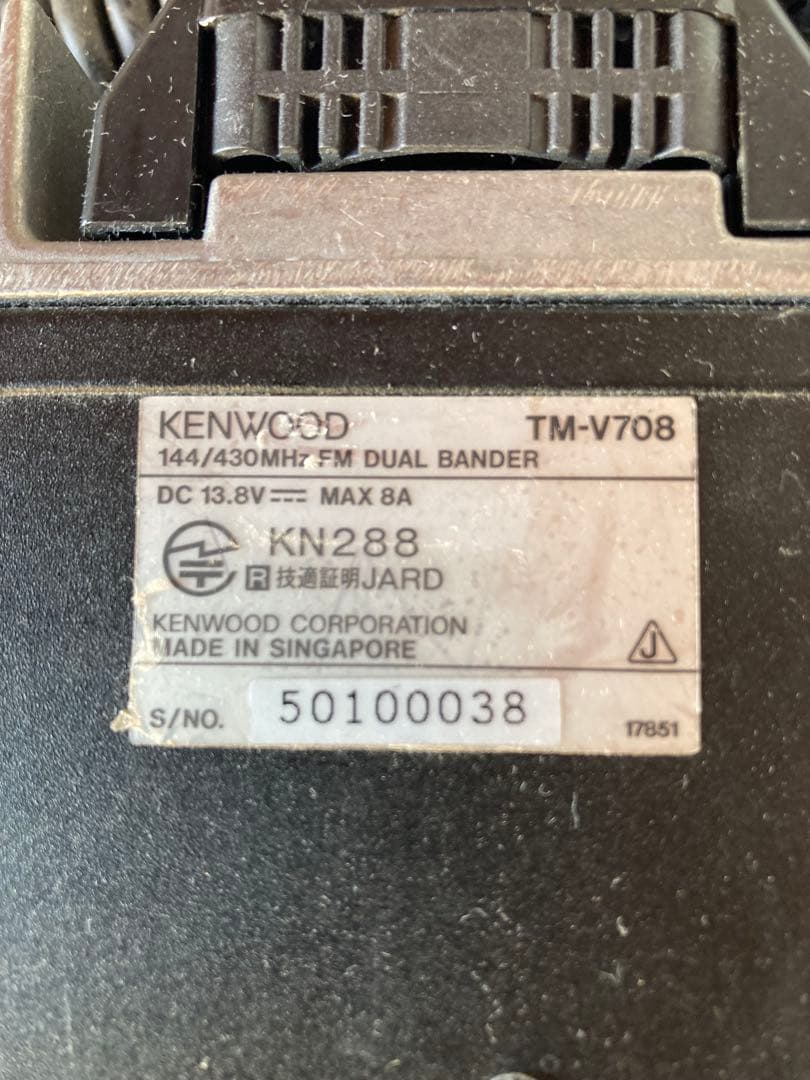 KENWOOD TM-V708
144/430MHz FM DUAL BANDER
DC 13.8V⎓ MAX 8A
KN288
R 技適証明JARD
KENWOOD CORPORATION
MADE IN SINGAPORE
J
S/NO. 50100038 17851